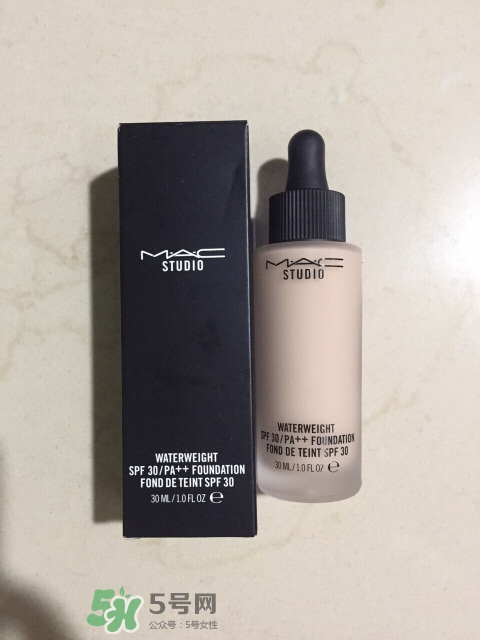 MAC
STUDIO
WATERWEIGHT
SPF 30/PA++ FOUNDATION
FOND DE TEINT SPF 30
30 ML/1.0 FL OZ ℮
MAC
STUDIO
WATERWEIGHT
SPF 30/PA++ FOUNDATION
FOND DE TEINT SPF 30
30 ML/1.0 FL OZ ℮
5号网
公众号：5号女性